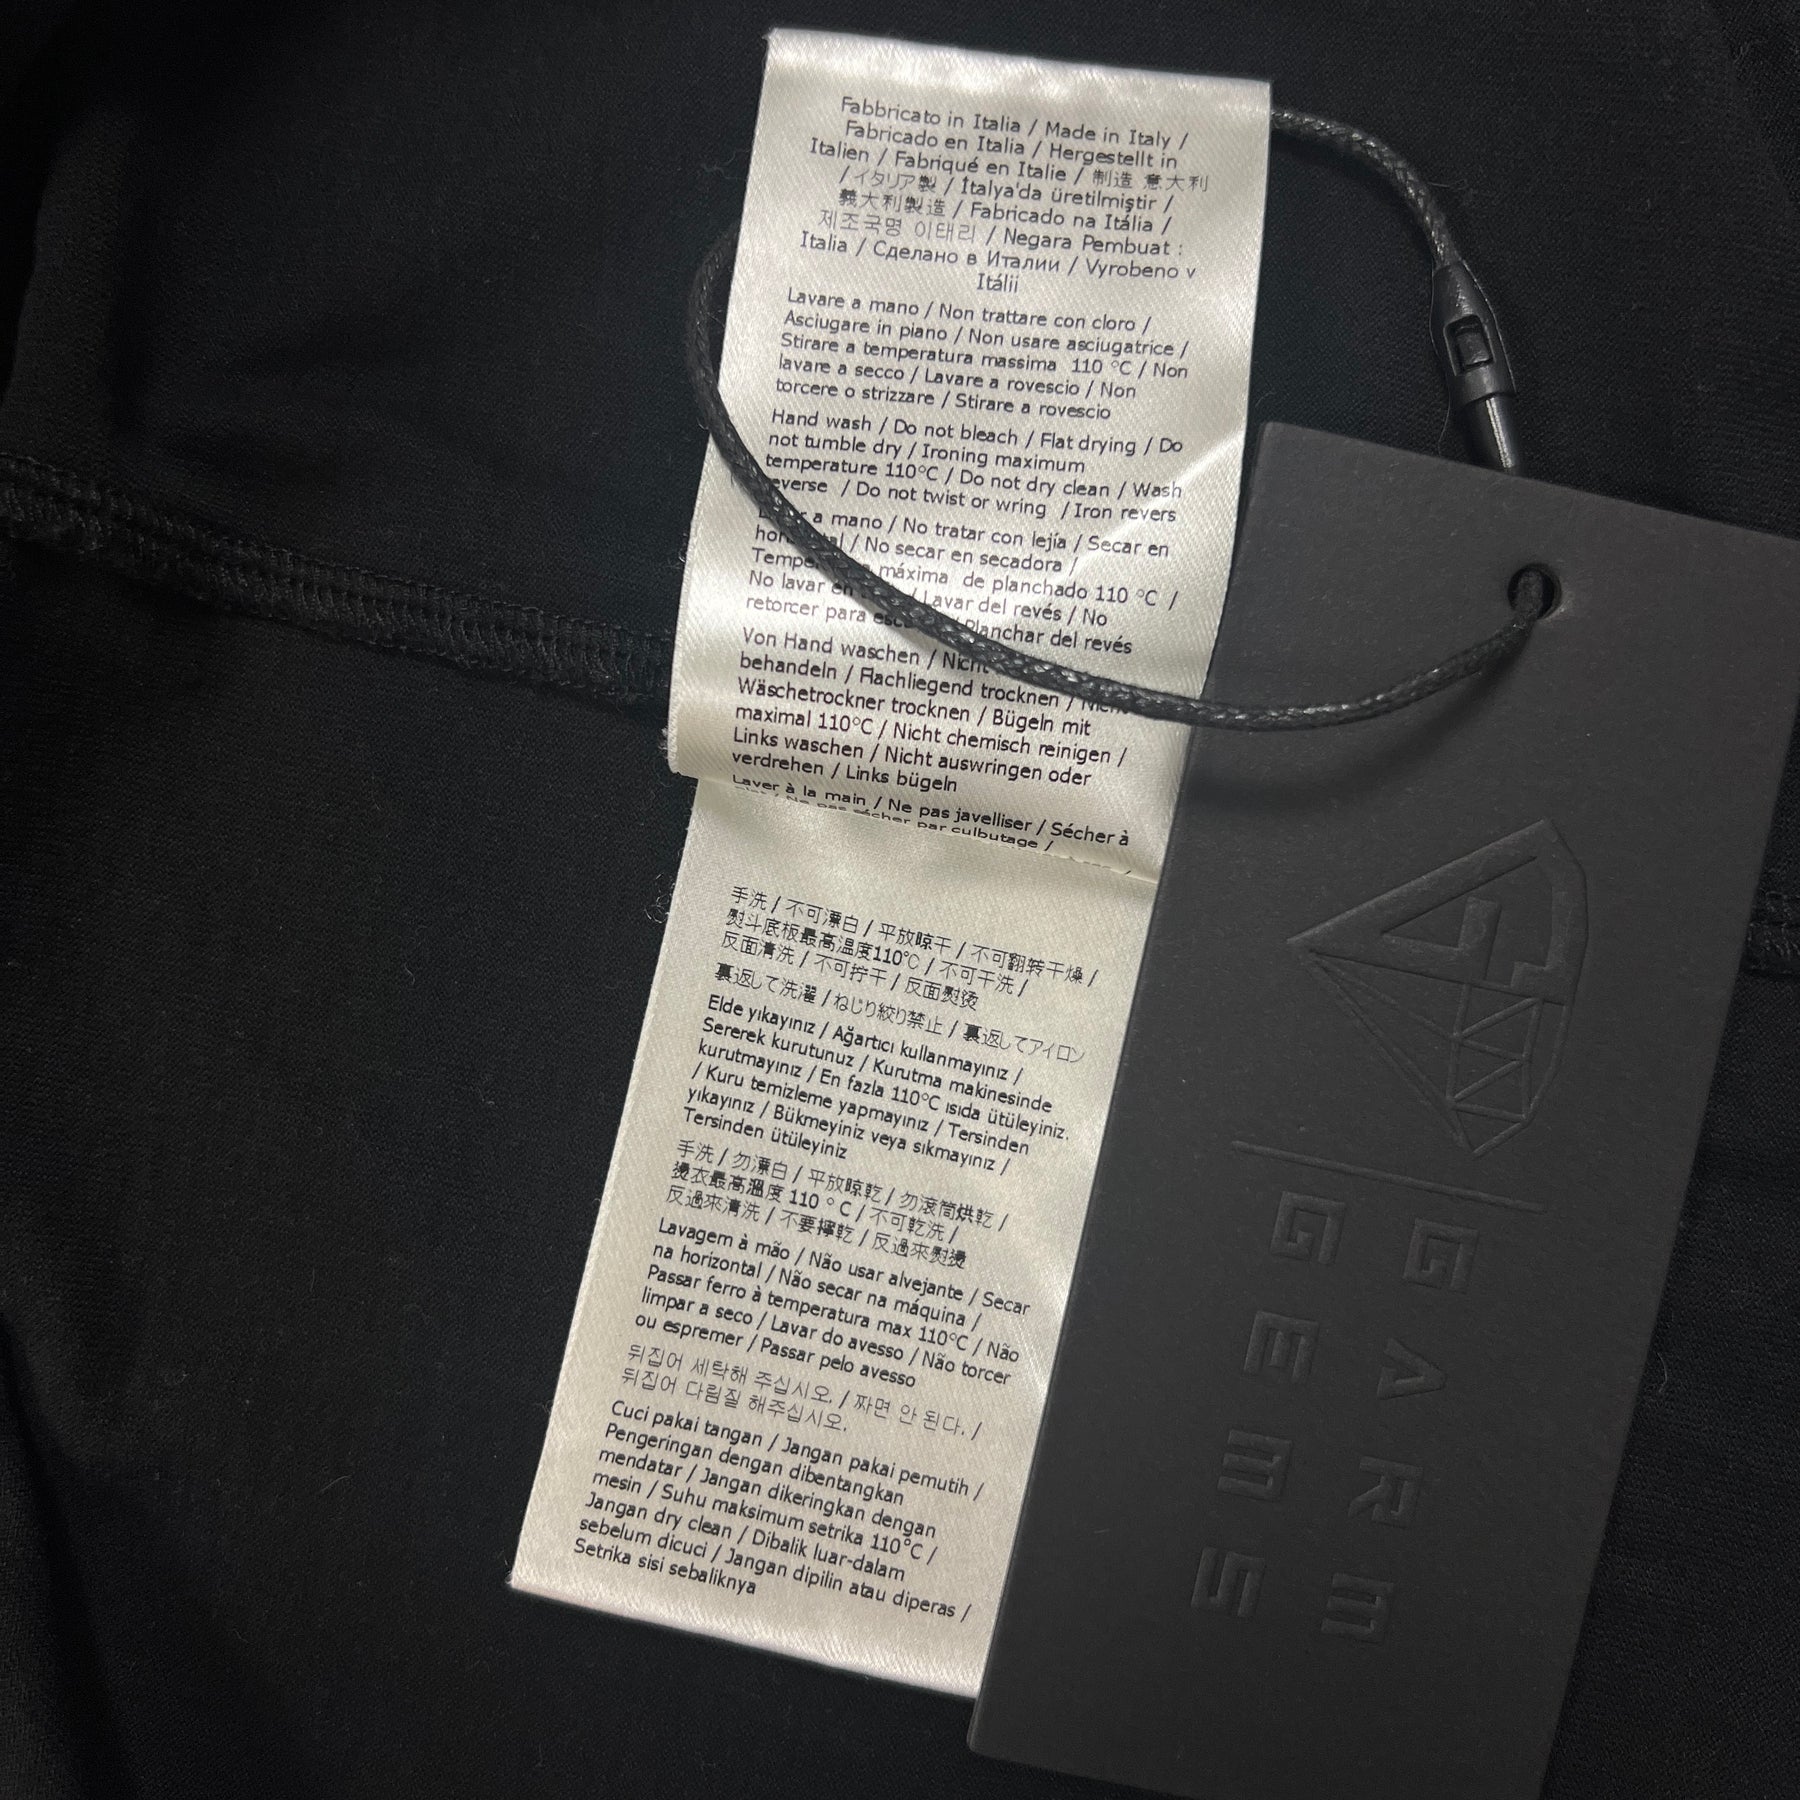 Fabbricato in Italia / Made in Italy /
Fabricado en Italia / Hergestellt in
Italien / Fabriqué en Italie / 制造 意大利
/イタリア製 / İtalya'da üretilmiştir /
義大利製造 / Fabricado na Itália /
제조국명 이태리 / Negara Pembuat :
Italia / Сделано в Италии / Vyrobeno v
Itálii
Lavare a mano / Non trattare con cloro /
Asciugare in piano / Non usare asciugatrice /
Stirare a temperatura massima 110 °C / Non
lavare a secco / Lavare a rovescio / Non
torcere o strizzare / Stirare a rovescio
Hand wash / Do not bleach / Flat drying / Do
not tumble dry / Ironing maximum
temperature 110°C / Do not dry clean / Wash
everse / Do not twist or wring / Iron revers
a mano / No tratar con lejía / Secar en
/ No secar en secadora /
máxima de planchado 110 °C /
No lavar en / Lavar del revés / No
retorcer para / Planchar del revés
Von Hand waschen / Nicht
behandeln / Flachliegend trocknen / Nicht
Wäschetrockner trocknen / Bügeln mit
maximal 110°C / Nicht chemisch reinigen /
Links waschen / Nicht auswringen oder
verdrehen / Links bügeln
Laver à la main / Ne pas javelliser / Sécher à
/ Ne pas sécher par culbutage /
手洗 / 不可漂白 / 平放晾干 / 不可翻转干燥 /
熨斗底板最高温度110℃ / 不可干洗 /
反面清洗 / 不可拧干 / 反面熨烫
裏返して洗濯 / ねじり絞り禁止 / 裏返してアイロン
Elde yıkayınız / Ağartıcı kullanmayınız /
Sererek kurutunuz / Kurutma makinesinde
kurutmayınız / En fazla 110°C ısıda ütüleyiniz.
/ Kuru temizleme yapmayınız / Tersinden
yıkayınız / Bükmeyiniz veya sıkmayınız /
Tersinden ütüleyiniz
手洗 / 勿漂白 / 平放晾乾 / 勿滾筒烘乾 /
燙衣最高溫度 110 ° C / 不可乾洗 /
反過來清洗 / 不要擰乾 / 反過來熨燙
Lavagem à mão / Não usar alvejante / Secar
na horizontal / Não secar na máquina /
Passar ferro à temperatura max 110°C / Não
limpar a seco / Lavar do avesso / Não torcer
ou espremer / Passar pelo avesso
뒤집어 세탁해 주십시오. / 짜면 안 된다. /
뒤집어 다림질 해주십시오.
Cuci pakai tangan / Jangan pakai pemutih /
Pengeringan dengan dibentangkan
mendatar / Jangan dikeringkan dengan
mesin / Suhu maksimum setrika 110°C /
Jangan dry clean / Dibalik luar-dalam
sebelum dicuci / Jangan dipilin atau diperas /
Setrika sisi sebaliknya
GARM
GEMS